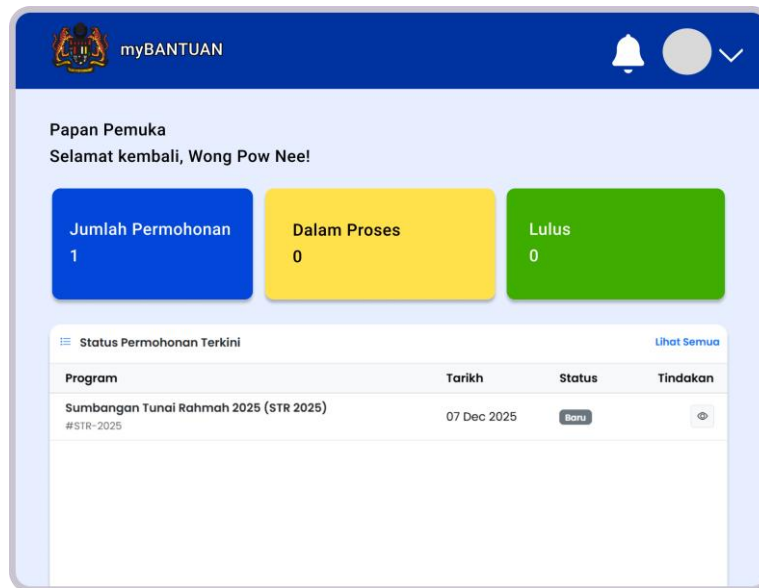 myBANTUAN
Papan Pemuka
Selamat kembali, Wong Pow Nee!
Jumlah Permohonan
1
Dalam Proses
0
Lulus
0
Status Permohonan Terkini
Lihat Semua
Program Tarikh Status Tindakan
Sumbangan Tunai Rahmah 2025 (STR 2025) 07 Dec 2025 Baru
#STR-2025